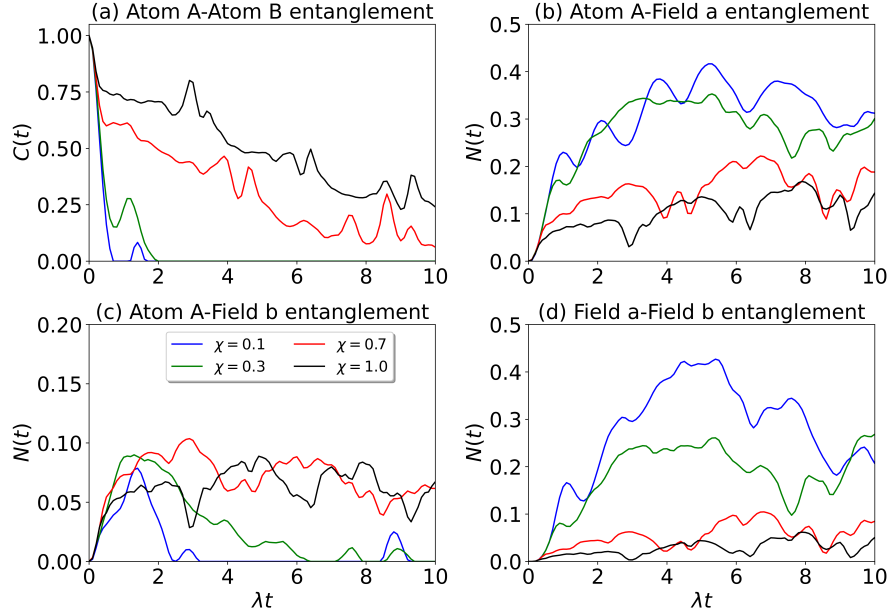 (a) Atom A-Atom B entanglement
1.00
0.75
0.50
0.25
0.00
C(t)
0 2 4 6 8 10
(b) Atom A-Field a entanglement
0.5
0.4
0.3
0.2
0.1
0.0
N(t)
0 2 4 6 8 10
(c) Atom A-Field b entanglement
0.20
0.15
0.10
0.05
0.00
N(t)
χ = 0.1 χ = 0.7
χ = 0.3 χ = 1.0
0 2 4 6 8 10
λt
(d) Field a-Field b entanglement
0.5
0.4
0.3
0.2
0.1
0.0
N(t)
0 2 4 6 8 10
λt